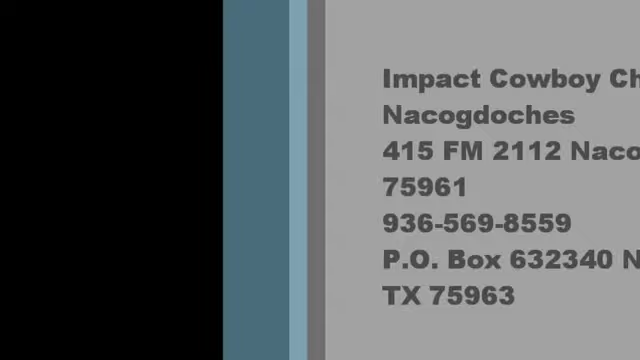 Impact Cowboy Ch
Nacogdoches
415 FM 2112 Naco
75961
936-569-8559
P.O. Box 632340 N
TX 75963